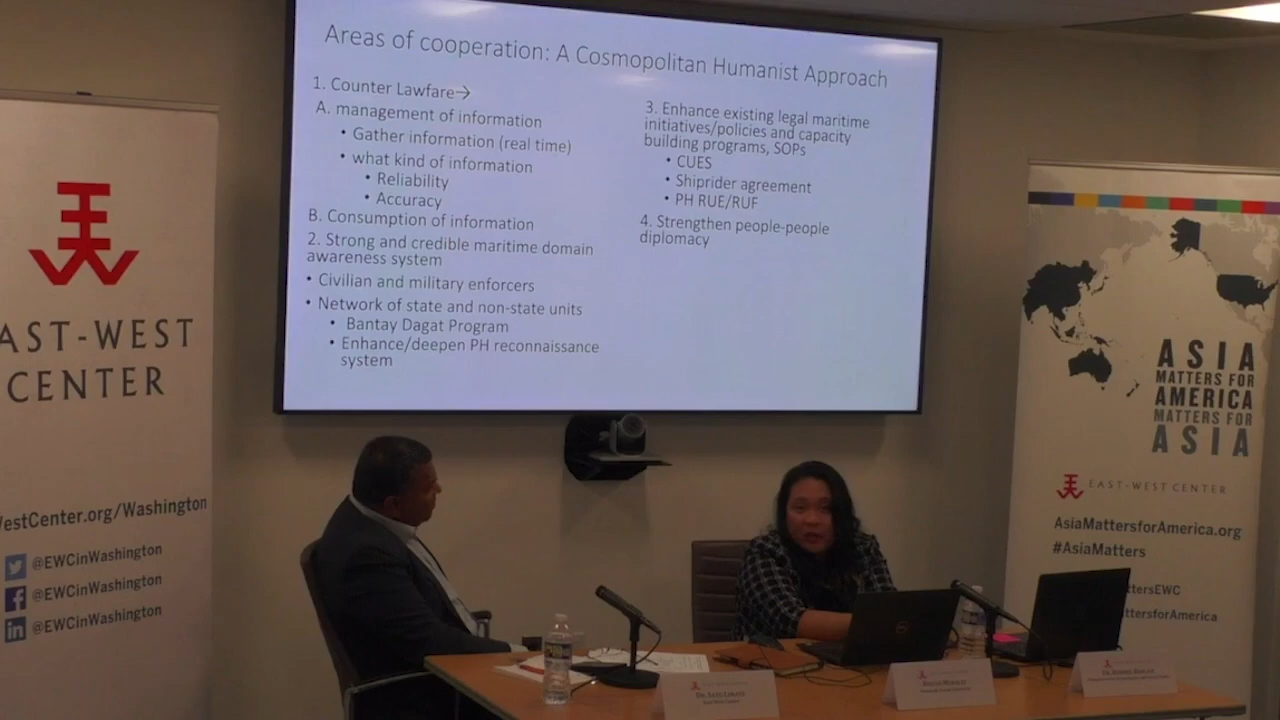 Areas of cooperation: A Cosmopolitan Humanist Approach
1. Counter Lawfare→
A. management of information
• Gather information (real time)
• what kind of information
• Reliability
• Accuracy
B. Consumption of information
2. Strong and credible maritime domain
awareness system
• Civilian and military enforcers
• Network of state and non-state units
• Bantay Dagat Program
• Enhance/deepen PH reconnaissance
system
3. Enhance existing legal maritime
initiatives/policies and capacity
building programs, SOPs
• CUES
• Shiprider agreement
• PH RUE/RUF
4. Strengthen people-people
diplomacy
AST-WEST
CENTER
WestCenter.org/Washington
@EWCinWashington
@EWCinWashington
@EWCinWashington
ASIA
MATTERS FOR
AMERICA
MATTERS FOR
ASIA
EAST-WEST CENTER
AsiaMattersforAmerica.org
#AsiaMatters
ttersEWC
ttersforAmerica
DELL